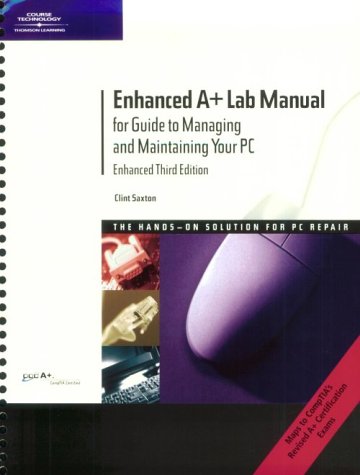 COURSE
TECHNOLOGY
THOMSON LEARNING
Enhanced A+ Lab Manual
for Guide to Managing
and Maintaining Your PC
Enhanced Third Edition
Clint Saxton
THE HANDS-ON SOLUTION FOR PC REPAIR
A+.
Maps to CompTIA's
Revised A+ Certification
Exams